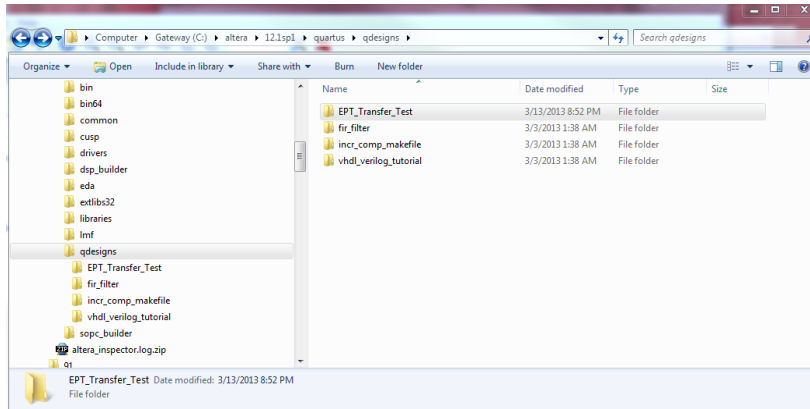 Computer ▸ Gateway (C:) ▸ altera ▸ 12.1sp1 ▸ quartus ▸ qdesigns ▸ Search qdesigns
Organize Open Include in library Share with Burn New folder
Name Date modified Type Size
bin
bin64
common
cusp
drivers
dsp_builder
eda
extlibs32
libraries
lmf
qdesigns
EPT_Transfer_Test
fir_filter
incr_comp_makefile
vhdl_verilog_tutorial
sopc_builder
altera_inspector.log.zip
91
EPT_Transfer_Test 3/13/2013 8:52 PM File folder
fir_filter 3/3/2013 1:38 AM File folder
incr_comp_makefile 3/3/2013 1:38 AM File folder
vhdl_verilog_tutorial 3/3/2013 1:38 AM File folder
EPT_Transfer_Test Date modified: 3/13/2013 8:52 PM
File folder